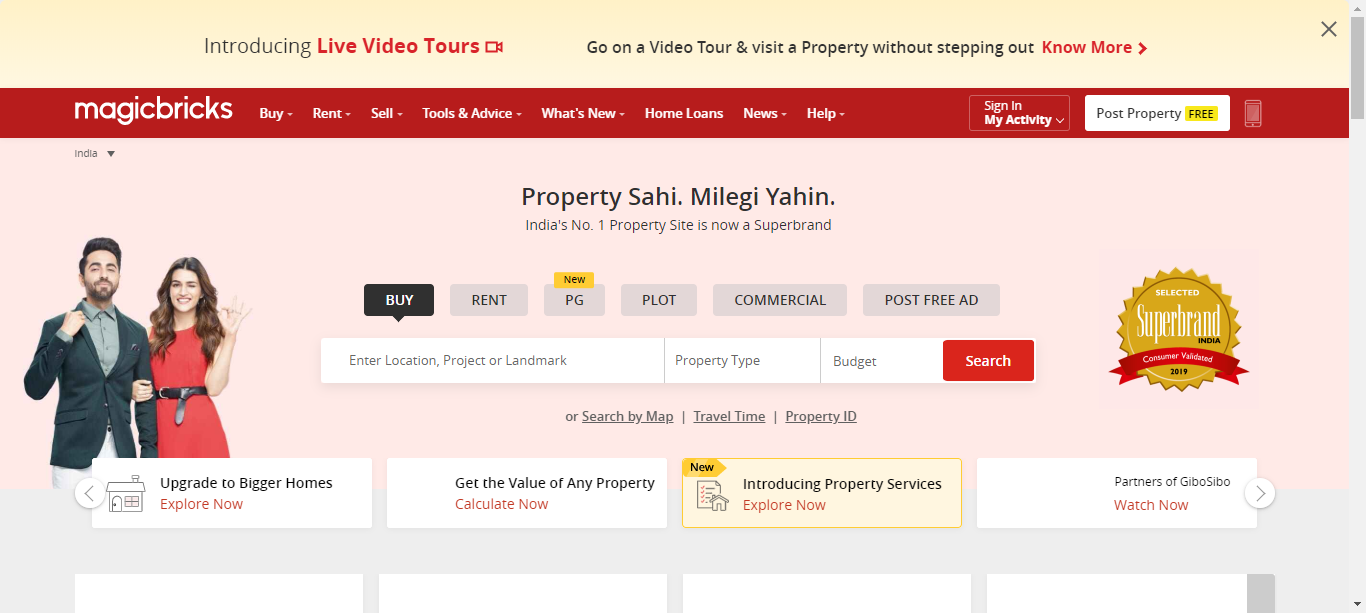 Introducing Live Video Tours
Go on a Video Tour & visit a Property without stepping out Know More
magicbricks
Buy Rent Sell Tools & Advice What's New Home Loans News Help
Sign In
My Activity
Post Property FREE
India
Property Sahi. Milegi Yahin.
India's No. 1 Property Site is now a Superbrand
New
BUY RENT PG PLOT COMMERCIAL POST FREE AD
Enter Location, Project or Landmark Property Type Budget Search
or Search by Map | Travel Time | Property ID
SELECTED
Superbrand
INDIA
Consumer Validated
2019
Upgrade to Bigger Homes
Explore Now
Get the Value of Any Property
Calculate Now
New
Introducing Property Services
Explore Now
Partners of GiboSibo
Watch Now